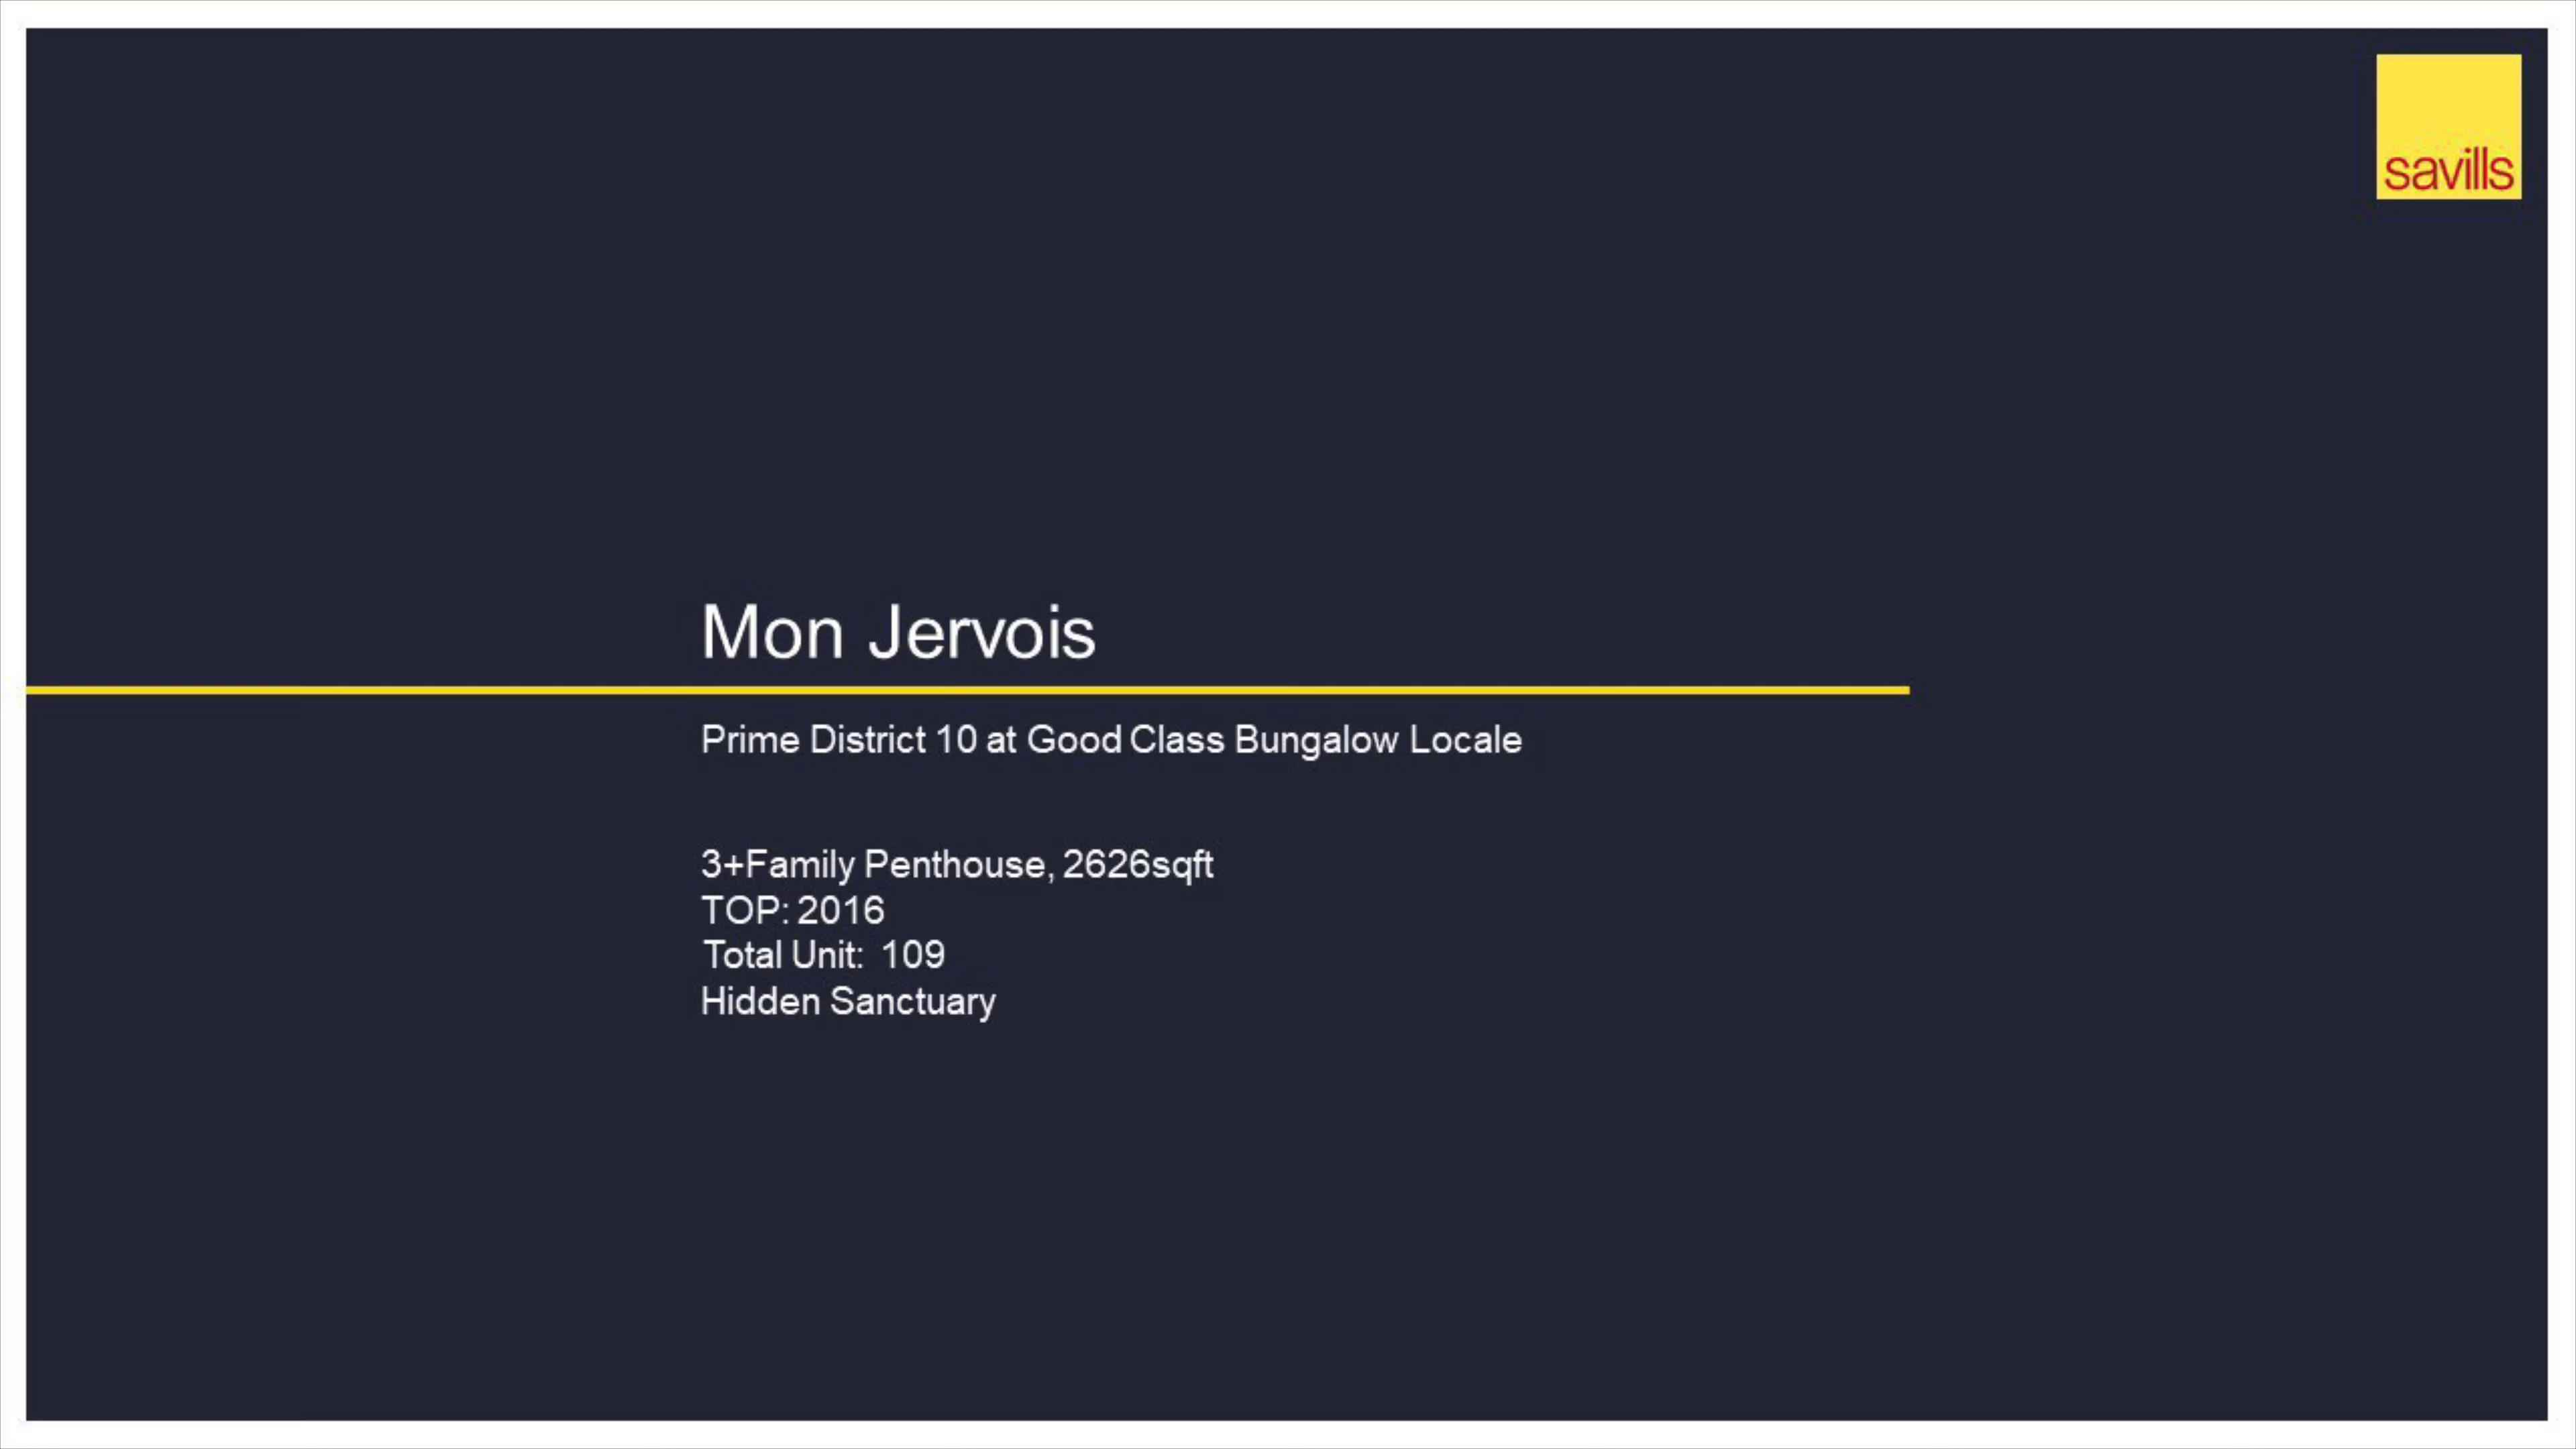 savills
Mon Jervois
Prime District 10 at Good Class Bungalow Locale
3+Family Penthouse, 2626sqft
TOP: 2016
Total Unit: 109
Hidden Sanctuary